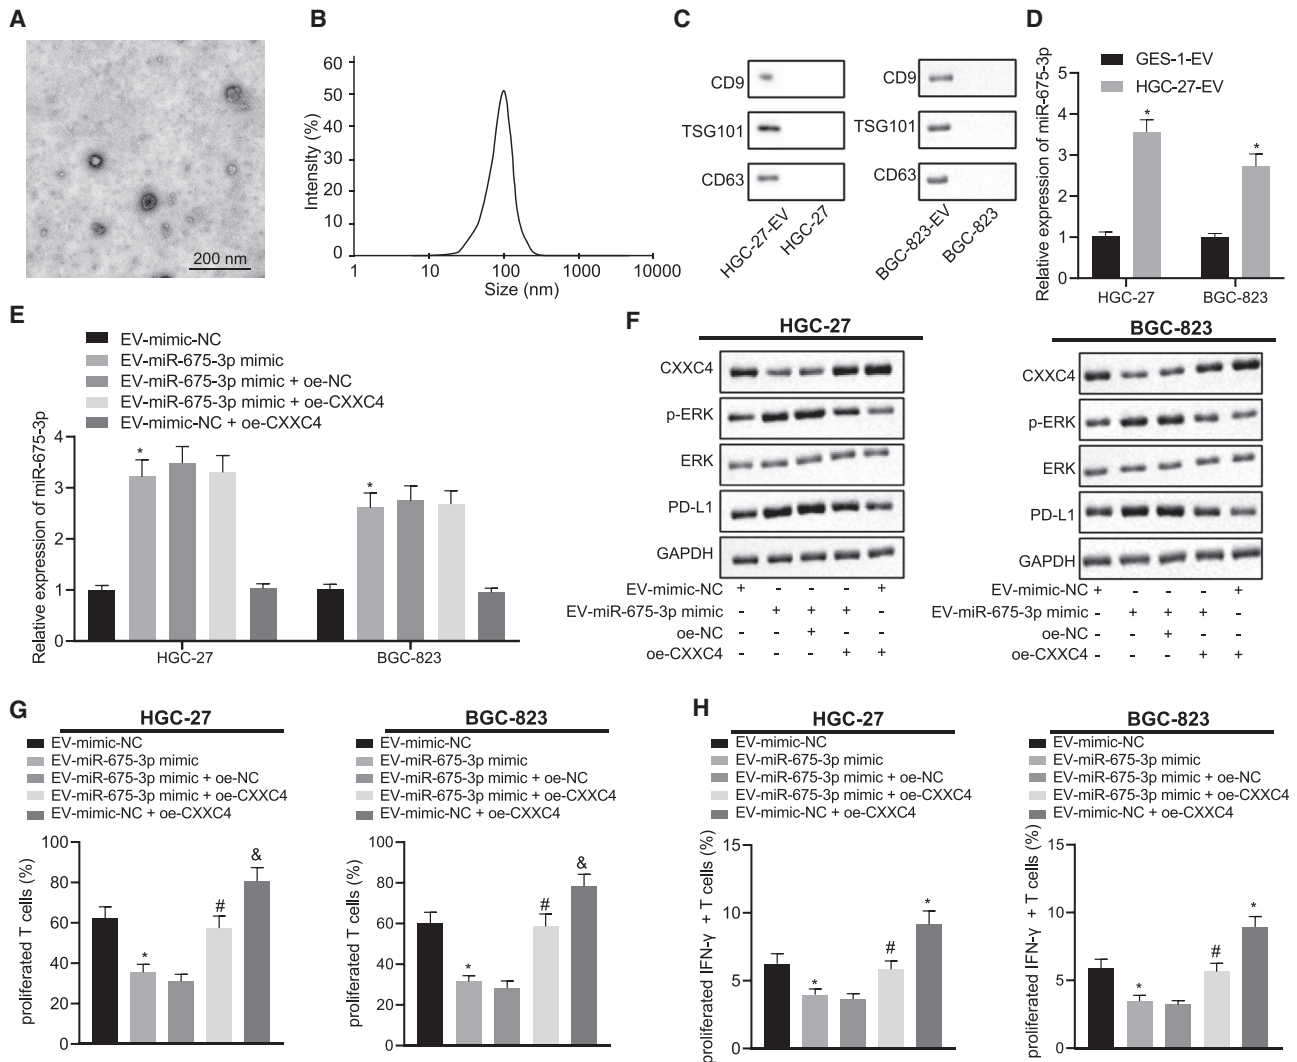 A
200 nm
B
Intensity (%)
60
50
40
30
20
10
0
1
10
100
1000
10000
Size (nm)
C
CD9
TSG101
CD63
HGC-27-EV
HGC-27
CD9
TSG101
CD63
BGC-823-EV
BGC-823
D
GES-1-EV
HGC-27-EV
Relative expression of miR-675-3p
5
4
3
2
1
0
*
*
HGC-27
BGC-823
E
EV-mimic-NC
EV-miR-675-3p mimic
EV-miR-675-3p mimic + oe-NC
EV-miR-675-3p mimic + oe-CXXC4
EV-mimic-NC + oe-CXXC4
Relative expression of miR-675-3p
4
3
2
1
0
*
*
HGC-27
BGC-823
F
HGC-27
CXXC4
p-ERK
ERK
PD-L1
GAPDH
EV-mimic-NC + - - - +
EV-miR-675-3p mimic - + + + -
oe-NC - - + - -
oe-CXXC4 - - - + +
BGC-823
CXXC4
p-ERK
ERK
PD-L1
GAPDH
EV-mimic-NC + - - - +
EV-miR-675-3p mimic - + + + -
oe-NC - - + - -
oe-CXXC4 - - - + +
G
HGC-27
EV-mimic-NC
EV-miR-675-3p mimic
EV-miR-675-3p mimic + oe-NC
EV-miR-675-3p mimic + oe-CXXC4
EV-mimic-NC + oe-CXXC4
proliferated T cells (%)
100
80
60
40
20
0
*
#
&
BGC-823
EV-mimic-NC
EV-miR-675-3p mimic
EV-miR-675-3p mimic + oe-NC
EV-miR-675-3p mimic + oe-CXXC4
EV-mimic-NC + oe-CXXC4
proliferated T cells (%)
100
80
60
40
20
0
*
#
&
H
HGC-27
EV-mimic-NC
EV-miR-675-3p mimic
EV-miR-675-3p mimic + oe-NC
EV-miR-675-3p mimic + oe-CXXC4
EV-mimic-NC + oe-CXXC4
proliferated IFN-γ + T cells (%)
15
10
5
0
*
#
*
BGC-823
EV-mimic-NC
EV-miR-675-3p mimic
EV-miR-675-3p mimic + oe-NC
EV-miR-675-3p mimic + oe-CXXC4
EV-mimic-NC + oe-CXXC4
proliferated IFN-γ + T cells (%)
15
10
5
0
*
#
*